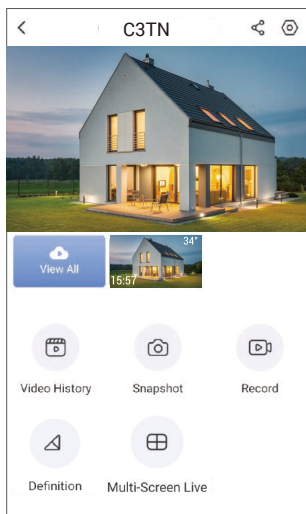 C3TN
View All
34"
15:57
Video History
Snapshot
Record
Definition
Multi-Screen Live